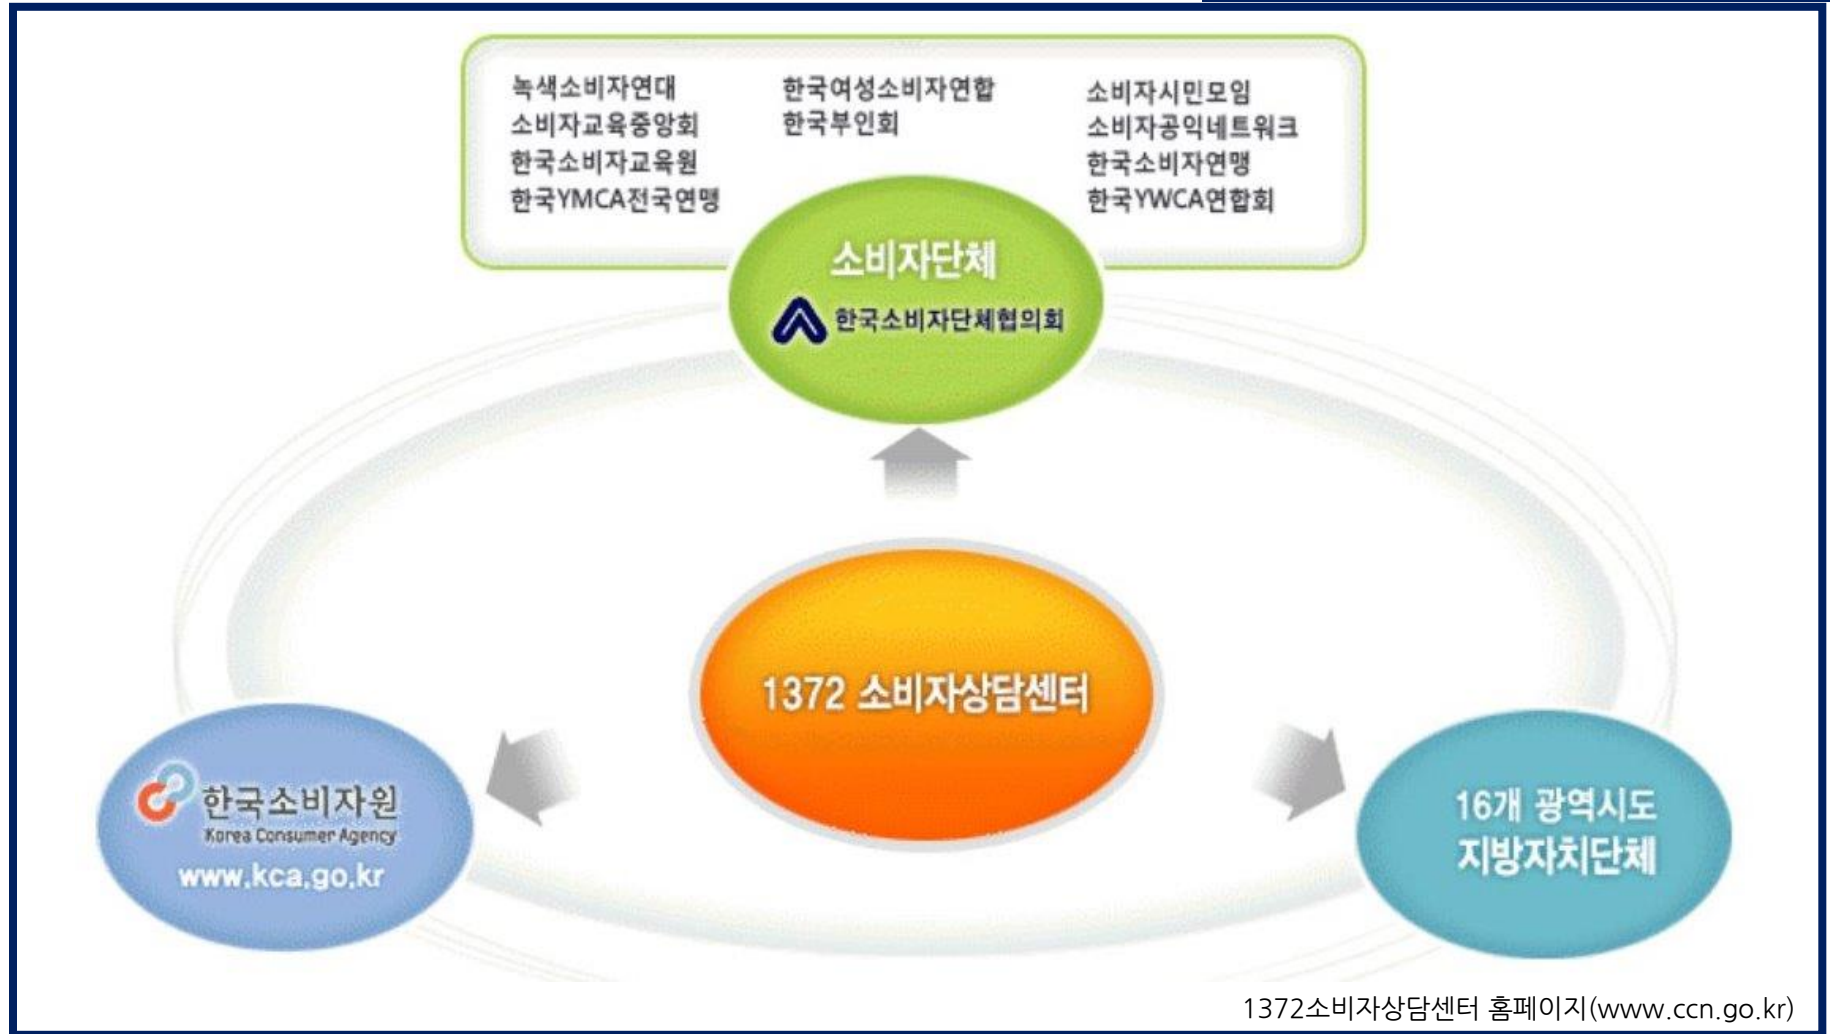 녹색소비자연대
소비자교육중앙회
한국소비자교육원
한국YMCA전국연맹
한국여성소비자연합
한국부인회
소비자시민모임
소비자공익네트워크
한국소비자연맹
한국YWCA연합회
소비자단체
한국소비자단체협의회
1372 소비자상담센터
한국소비자원
Korea Consumer Agency
www.kca.go.kr
16개 광역시도
지방자치단체
1372소비자상담센터 홈페이지(www.ccn.go.kr)